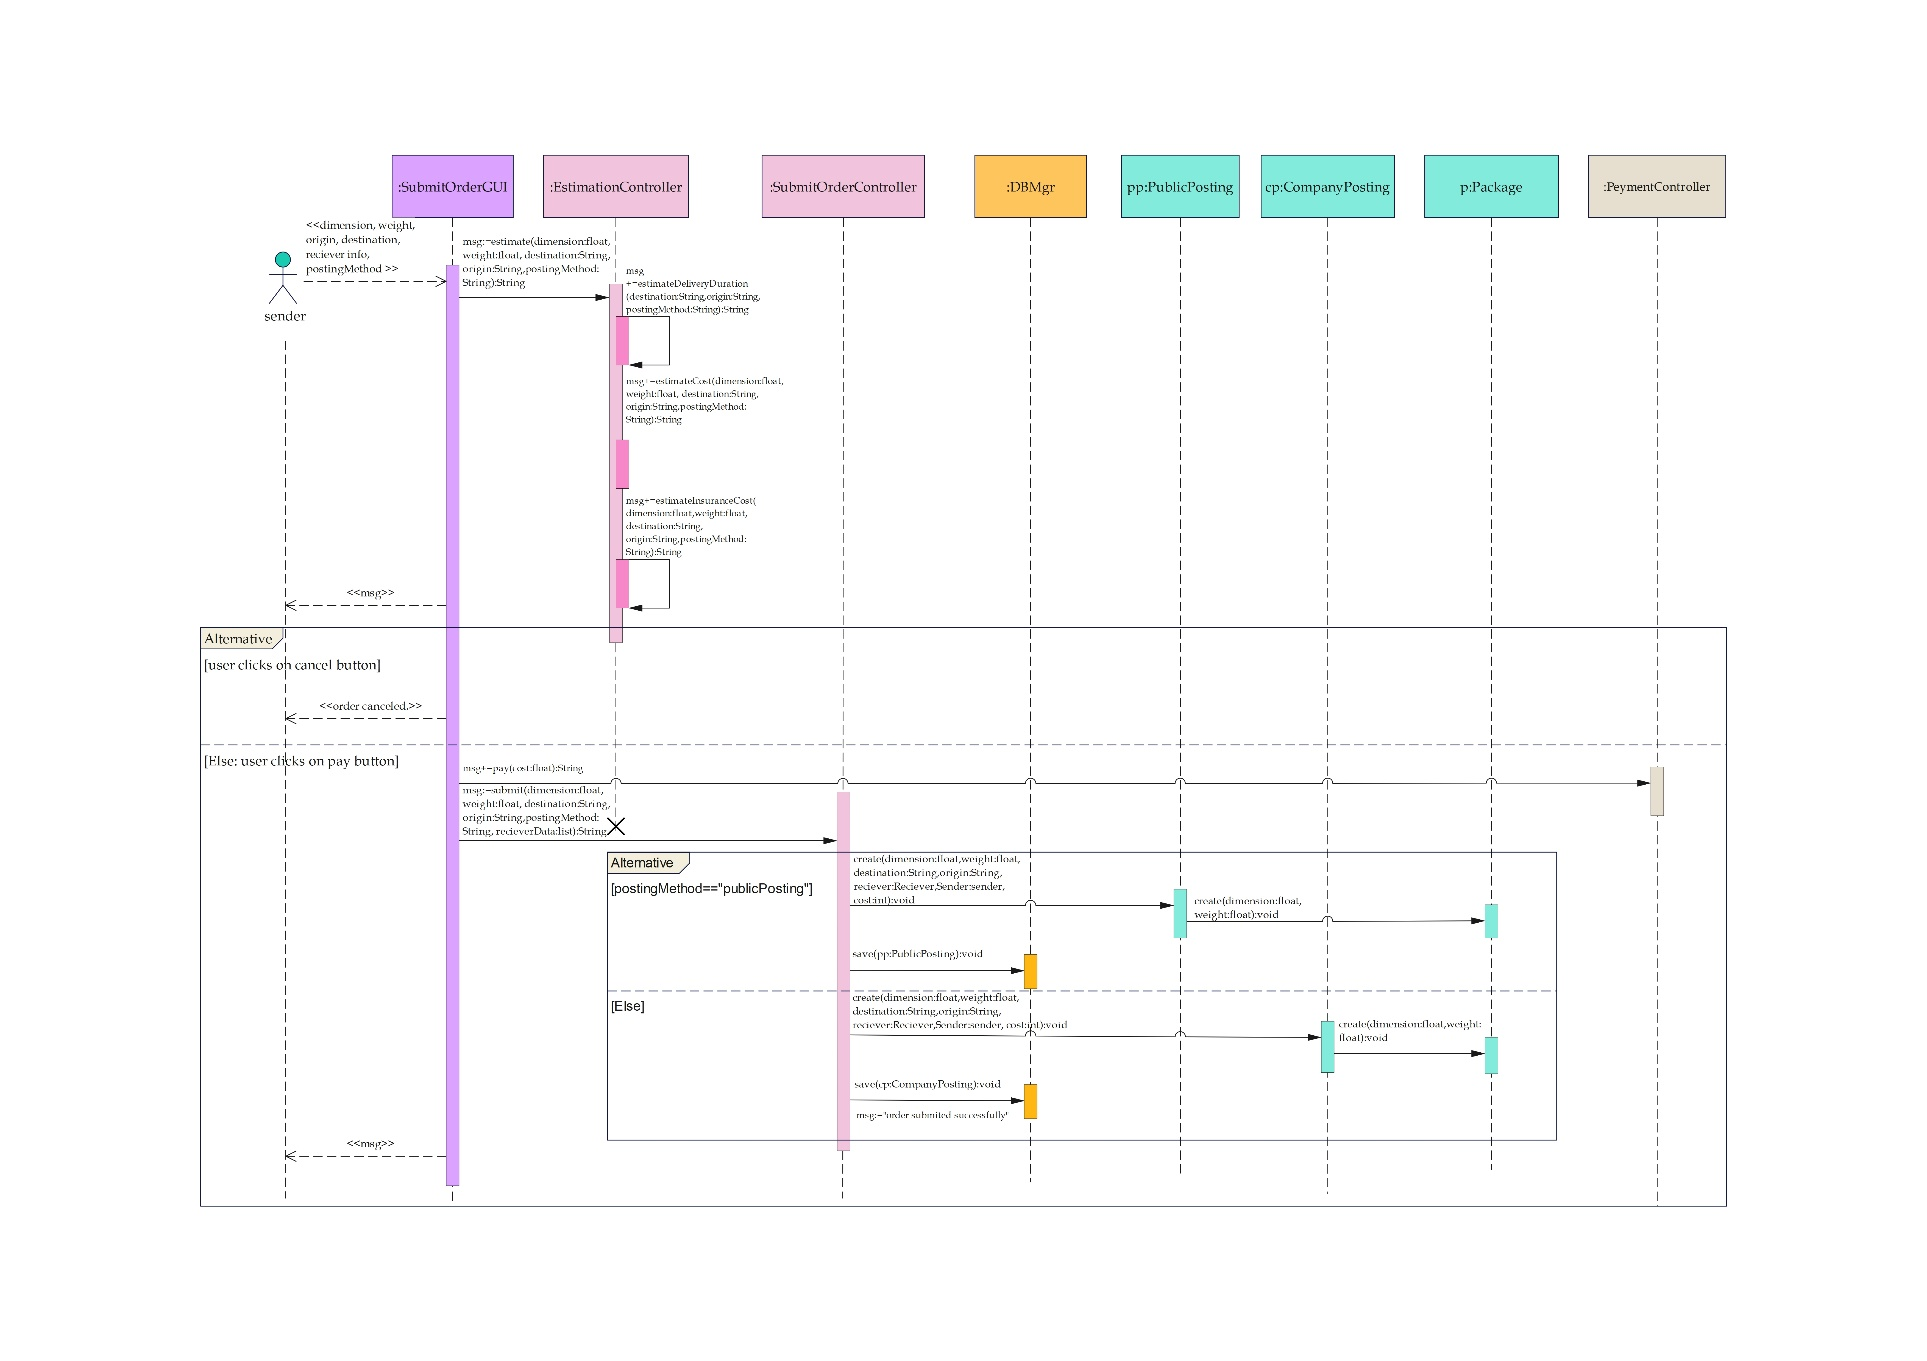 :SubmitOrderGUI
:EstimationController
:SubmitOrderController
:DBMgr
pp:PublicPosting
cp:CompanyPosting
p:Package
:PeymentController
<<dimension, weight,
origin, destination,
reciever info,
postingMethod >>
sender
msg:=estimate(dimension:float,
weight:float, destination:String,
origin:String,postingMethod:
String):String
msg
+=estimateDeliveryDuration
(destination:String,origin:String,
postingMethod:String):String
msg+=estimateCost(dimension:float,
weight:float, destination:String,
origin:String,postingMethod:
String):String
msg+=estimateInsuranceCost(
dimension:float,weight:float,
destination:String,
origin:String,postingMethod:
String):String
<<msg>>
Alternative
[user clicks on cancel button]
<<order canceled.>>
[Else: user clicks on pay button]
msg+=pay(cost:float):String
msg:=submit(dimension:float,
weight:float, destination:String,
origin:String,postingMethod:
String, recieverData:list):String
Alternative
[postingMethod=="publicPosting"]
create(dimension:float,weight:float,
destination:String,origin:String,
reciever:Reciever,Sender:sender,
cost:int):void
create(dimension:float,
weight:float):void
save(pp:PublicPosting):void
[Else]
create(dimension:float,weight:float,
destination:String,origin:String,
reciever:Reciever,Sender:sender, cost:int):void
create(dimension:float,weight:
float):void
save(cp:CompanyPosting):void
msg:="order submited successfully"
<<msg>>